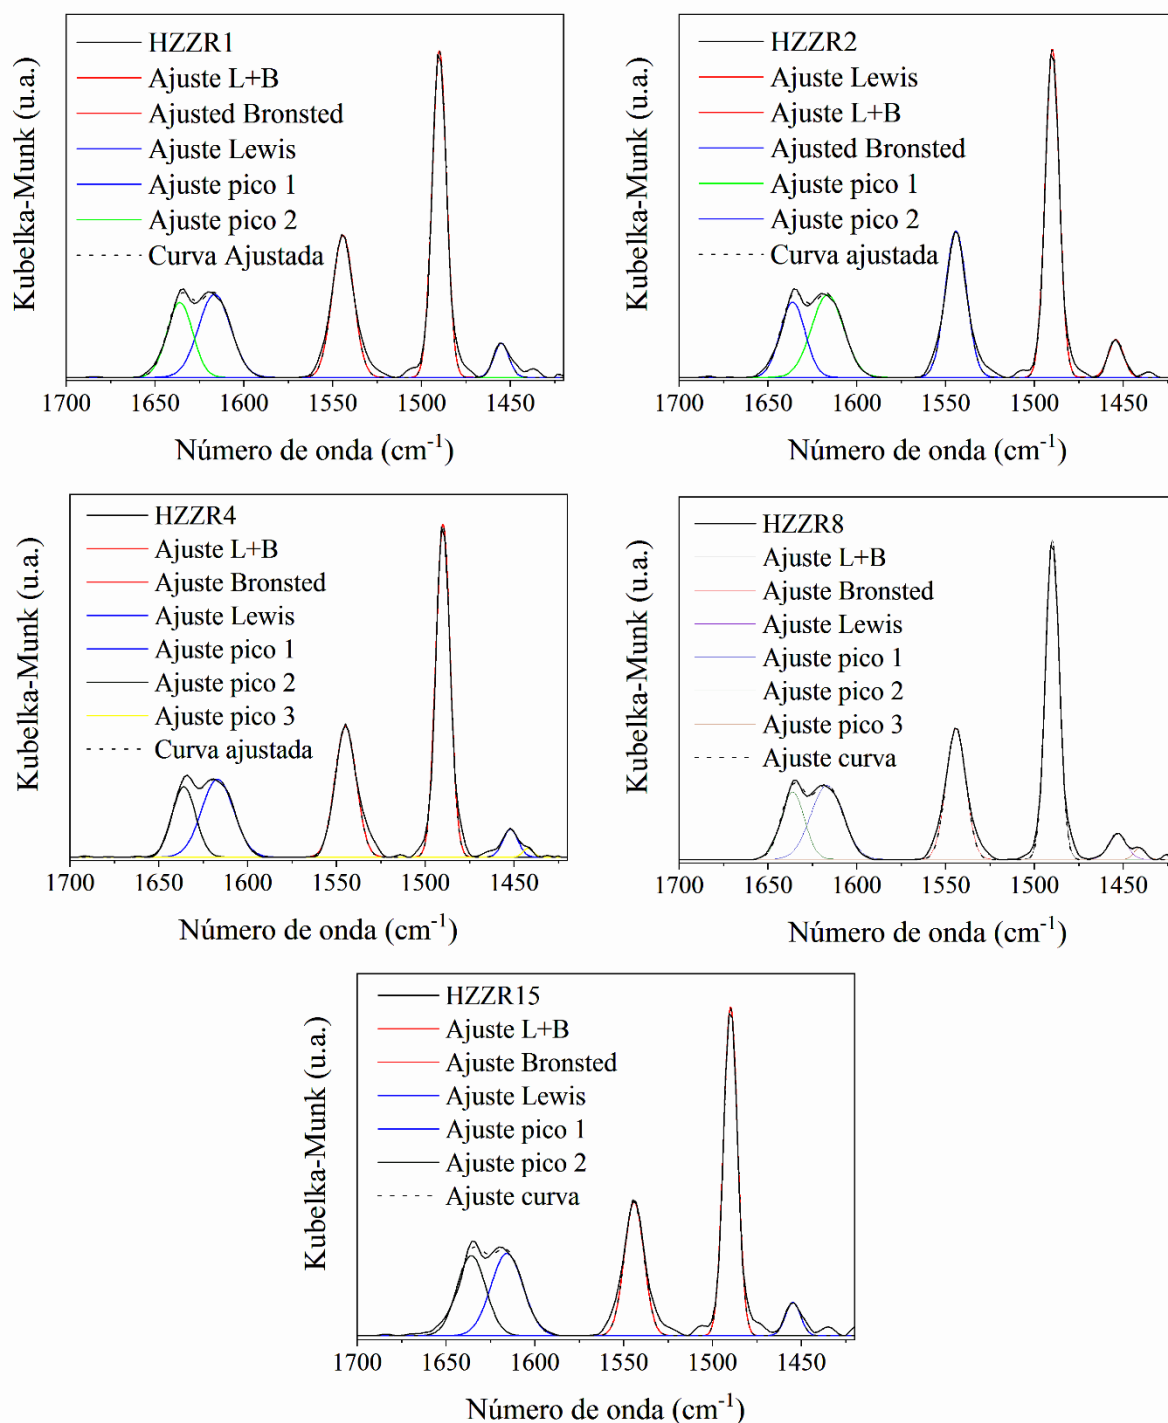 HZZR1
Ajuste L+B
Ajusted Bronsted
Ajuste Lewis
Ajuste pico 1
Ajuste pico 2
Curva Ajustada
Kubelka-Munk (u.a.)
1700 1650 1600 1550 1500 1450
Número de onda (cm-1)
HZZR2
Ajuste Lewis
Ajuste L+B
Ajusted Bronsted
Ajuste pico 1
Ajuste pico 2
Curva ajustada
Kubelka-Munk (u.a.)
1700 1650 1600 1550 1500 1450
Número de onda (cm-1)
HZZR4
Ajuste L+B
Ajuste Bronsted
Ajuste Lewis
Ajuste pico 1
Ajuste pico 2
Ajuste pico 3
Curva ajustada
Kubelka-Munk (u.a.)
1700 1650 1600 1550 1500 1450
Número de onda (cm-1)
HZZR8
Ajuste L+B
Ajuste Bronsted
Ajuste Lewis
Ajuste pico 1
Ajuste pico 2
Ajuste pico 3
Ajuste curva
Kubelka-Munk (u.a.)
1700 1650 1600 1550 1500 1450
Número de onda (cm-1)
HZZR15
Ajuste L+B
Ajuste Bronsted
Ajuste Lewis
Ajuste pico 1
Ajuste pico 2
Ajuste curva
Kubelka-Munk (u.a.)
1700 1650 1600 1550 1500 1450
Número de onda (cm-1)